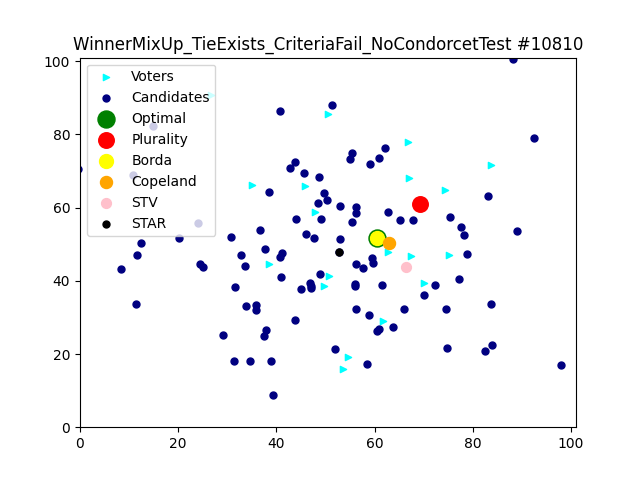 WinnerMixUp_TieExists_CriteriaFail_NoCondorcetTest #10810
100
80
60
40
20
0
Voters
Candidates
Optimal
Plurality
Borda
Copeland
STV
STAR
0 20 40 60 80 100